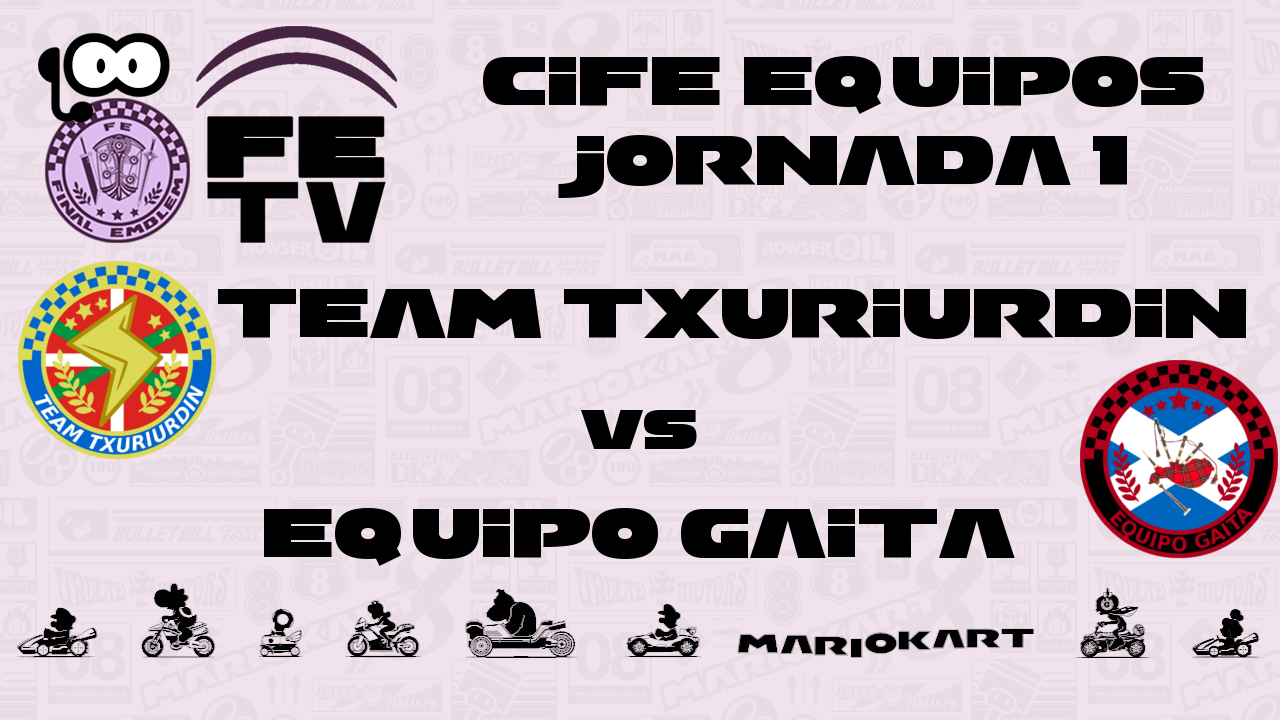 CiFE EQUiPOS
jORNADA 1
FE
TV
FE
FINAL EMBLEM
TEAM TXURiURDiN
TEAM TXURIURDIN
VS
EQUiPO GAiTA
EQUIPO GAITA
MARIOKART